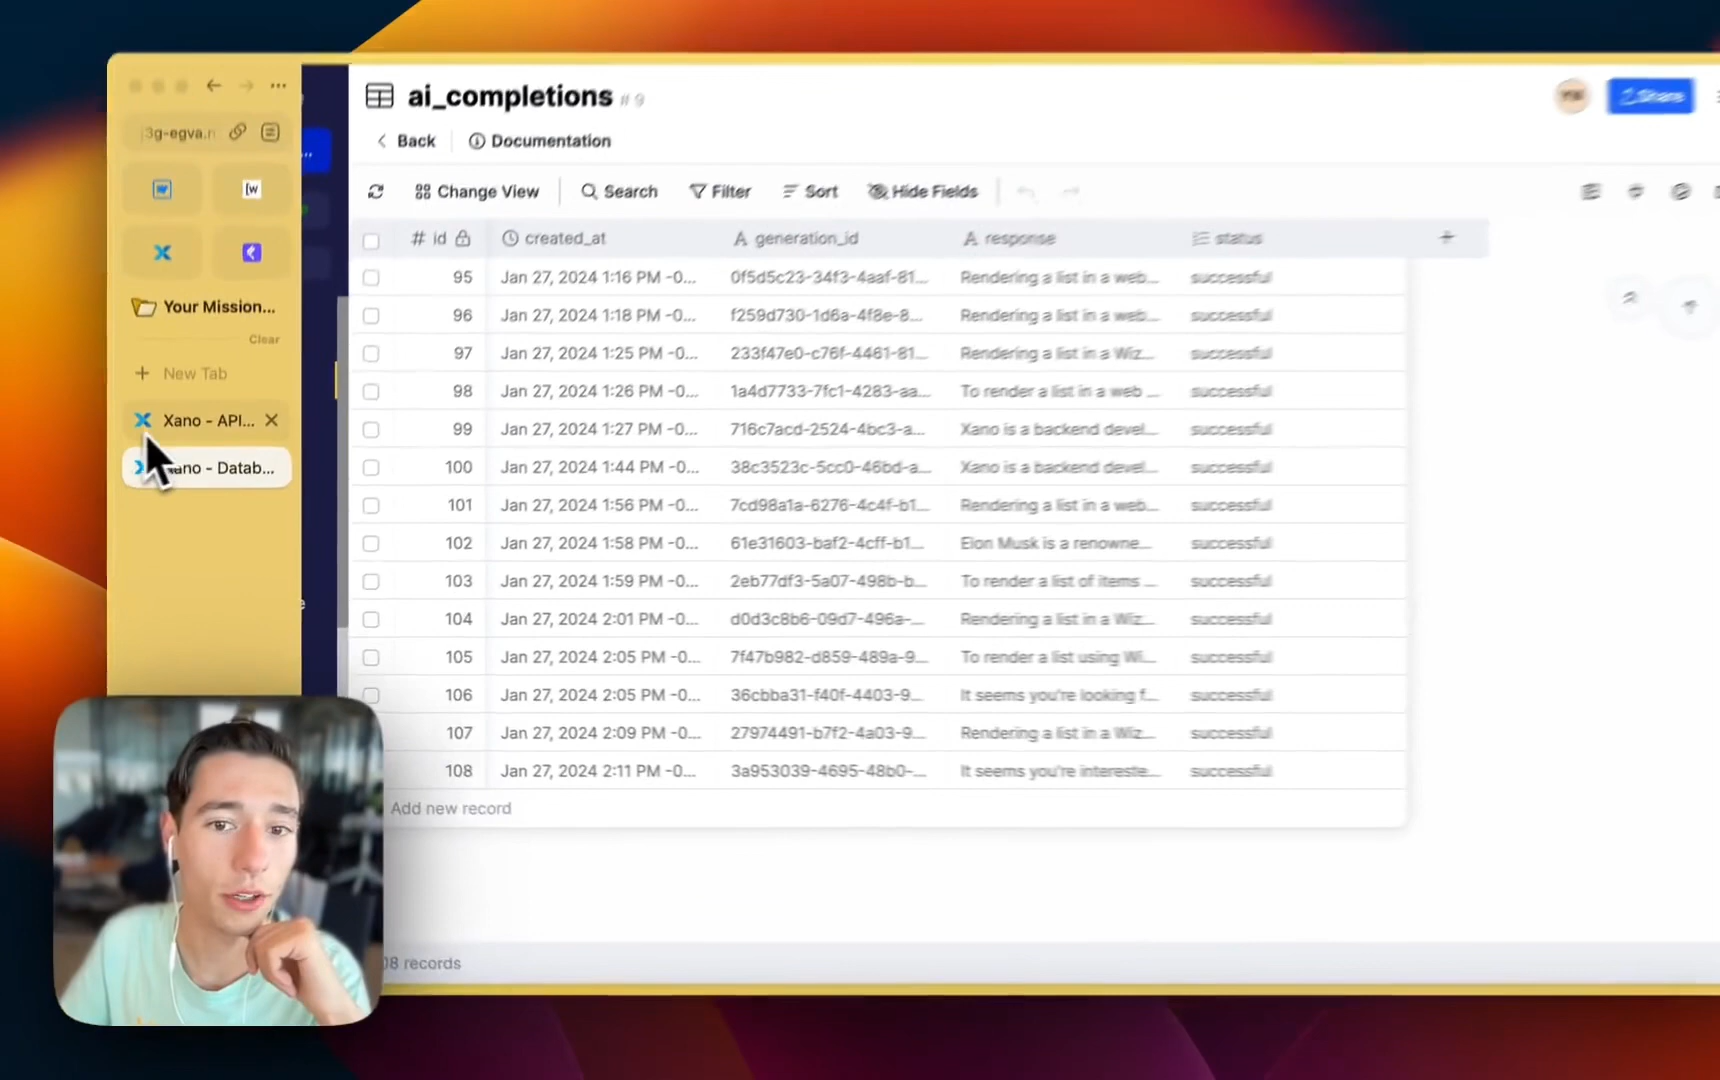 ai_completions #9
Share
3g-egva.n
Back
Documentation
Change View
Search
Filter
Sort
Hide Fields
# id created_at generation_id response status +
95 Jan 27, 2024 1:16 PM -0... 0f5d5c23-34f3-4aaf-81... Rendering a list in a web... successful
96 Jan 27, 2024 1:18 PM -0... f259d730-1d6a-4f8e-8... Rendering a list in a web... successful
97 Jan 27, 2024 1:25 PM -0... 233f47e0-c76f-4461-81... Rendering a list in a Wiz... successful
98 Jan 27, 2024 1:26 PM -0... 1a4d7733-7fc1-4283-aa... To render a list in a web ... successful
99 Jan 27, 2024 1:27 PM -0... 716c7acd-2524-4bc3-a... Xano is a backend devel... successful
100 Jan 27, 2024 1:44 PM -0... 38c3523c-5cc0-46bd-a... Xano is a backend devel... successful
101 Jan 27, 2024 1:56 PM -0... 7cd98a1a-6276-4c4f-b1... Rendering a list in a web... successful
102 Jan 27, 2024 1:58 PM -0... 61e31603-baf2-4cff-b1... Elon Musk is a renowne... successful
103 Jan 27, 2024 1:59 PM -0... 2eb77df3-5a07-498b-b... To render a list of items ... successful
104 Jan 27, 2024 2:01 PM -0... d0d3c8b6-09d7-496a-... Rendering a list in a Wiz... successful
105 Jan 27, 2024 2:05 PM -0... 7f47b982-d859-489a-9... To render a list using Wi... successful
106 Jan 27, 2024 2:05 PM -0... 36cbba31-f40f-4403-9... It seems you're looking f... successful
107 Jan 27, 2024 2:09 PM -0... 27974491-b7f2-4a03-9... Rendering a list in a Wiz... successful
108 Jan 27, 2024 2:11 PM -0... 3a953039-4695-48b0-... It seems you're intereste... successful
Add new record
08 records
[w
Your Mission...
Clear
+ New Tab
Xano - API...
ano - Datab...